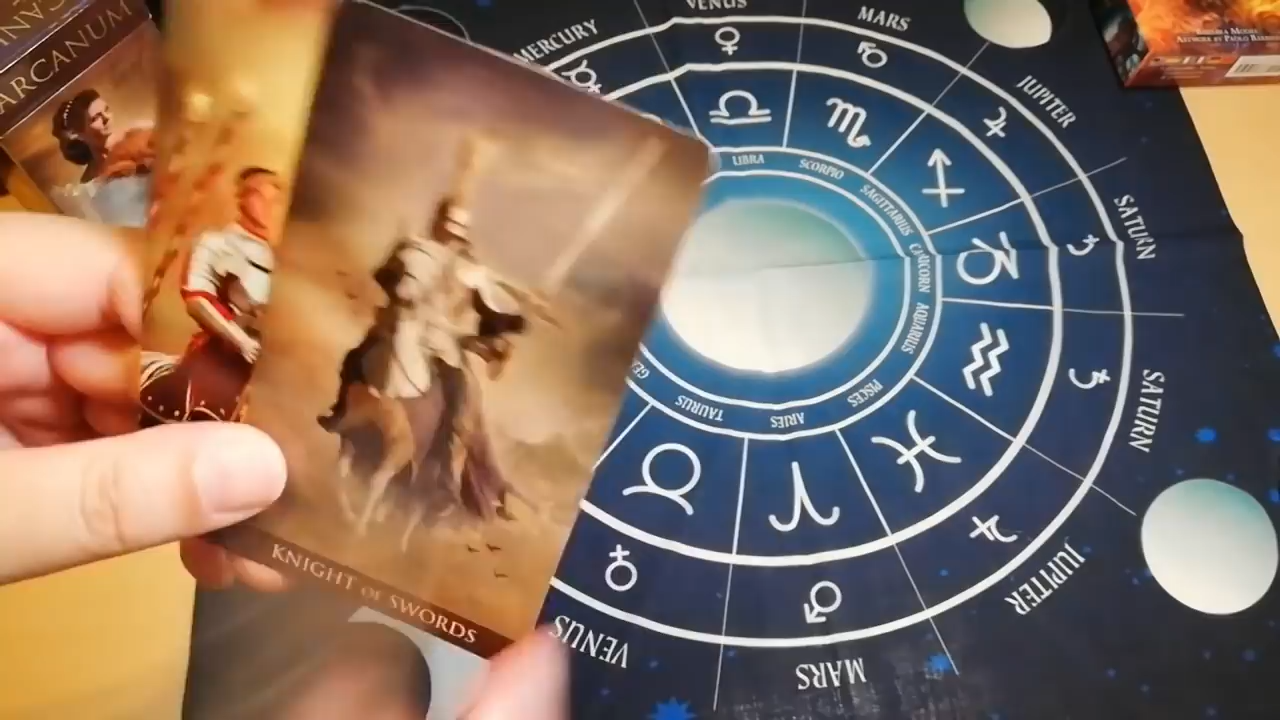 ARCANUM
MERCURY
VENUS
MARS
JUPITER
SATURN
SATURN
JUPITER
MARS
VENUS
LIBRA
SCORPIO
SAGITTARIUS
AQUARIUS
PISCES
ARIES
TAURUS
KNIGHT OF SWORDS